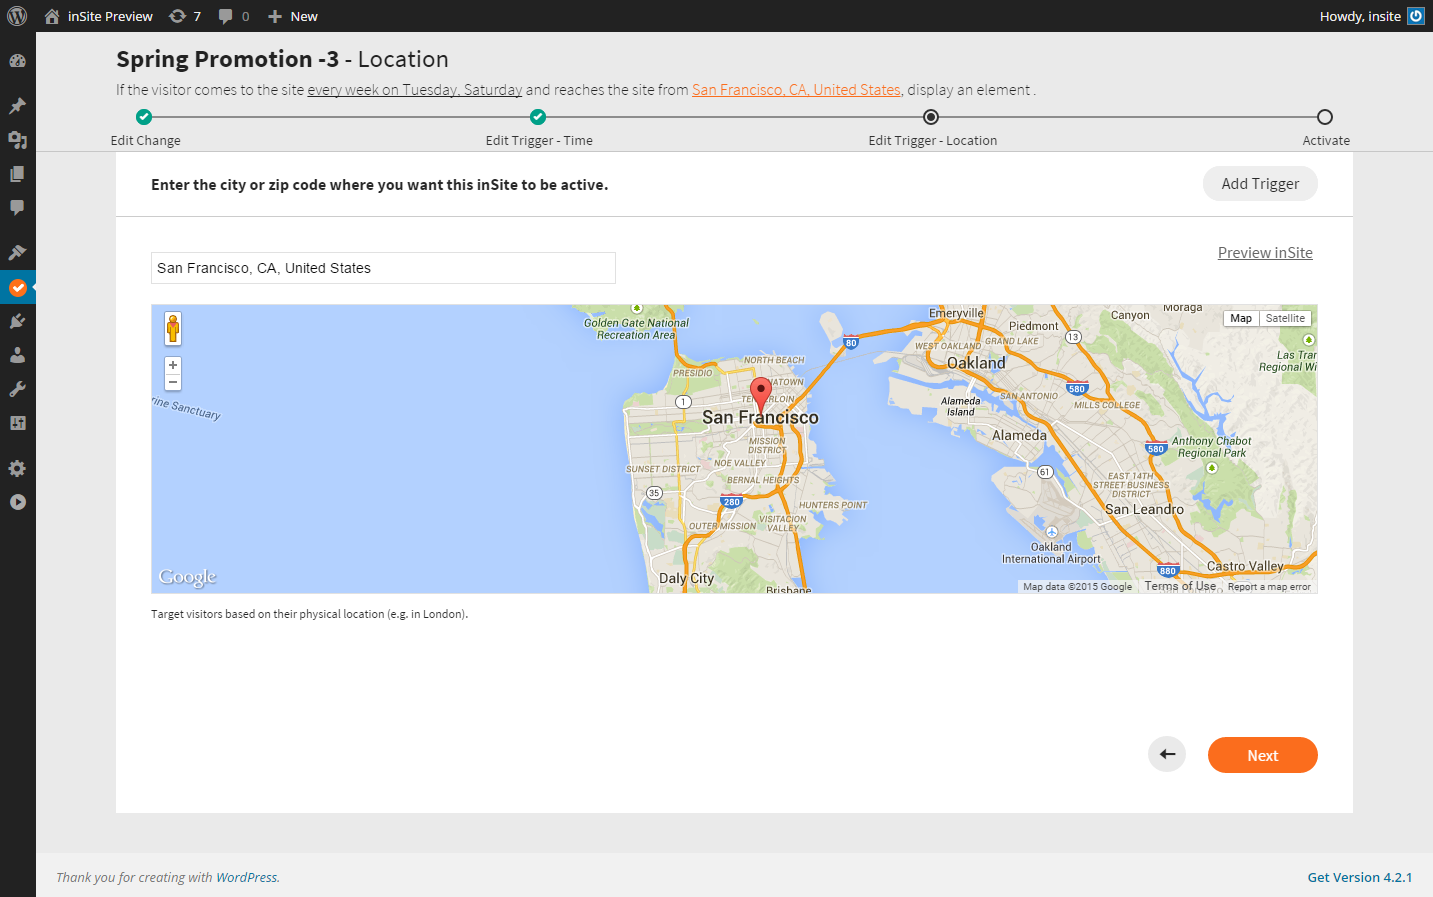 inSite Preview 7 0 New Howdy, insite
Spring Promotion -3 - Location
If the visitor comes to the site every week on Tuesday, Saturday and reaches the site from San Francisco, CA, United States, display an element .
Edit Change Edit Trigger - Time Edit Trigger - Location Activate
Enter the city or zip code where you want this inSite to be active.
Add Trigger
Preview inSite
San Francisco, CA, United States
Golden Gate National
Recreation Area
Emeryville
Piedmont
Canyon
Moraga
Map Satellite
13
80
WEST OAKLAND
GRAND LAKE
Oakland
Las Tra
Regional Wi
NORTH BEACH
PRESIDIO
1
San Francisco
rine Sanctuary
580
SAN ANTONIO
MILLS COLLEGE
Alameda
Island
Alameda
580
Anthony Chabot
Regional Park
MISSION
DISTRICT
NOE VALLEY
SUNSET DISTRICT
BERNAL HEIGHTS
61
EAST 14TH
STREET BUSINESS
DISTRICT
35
280
HUNTERS POINT
San Leandro
OUTER MISSION
VISITACION
VALLEY
Oakland
International Airport
880
Castro Valley
Daly City
Brisbane
Google
Map data ©2015 Google Terms of Use Report a map error
Target visitors based on their physical location (e.g. in London).
Next
Thank you for creating with WordPress.
Get Version 4.2.1